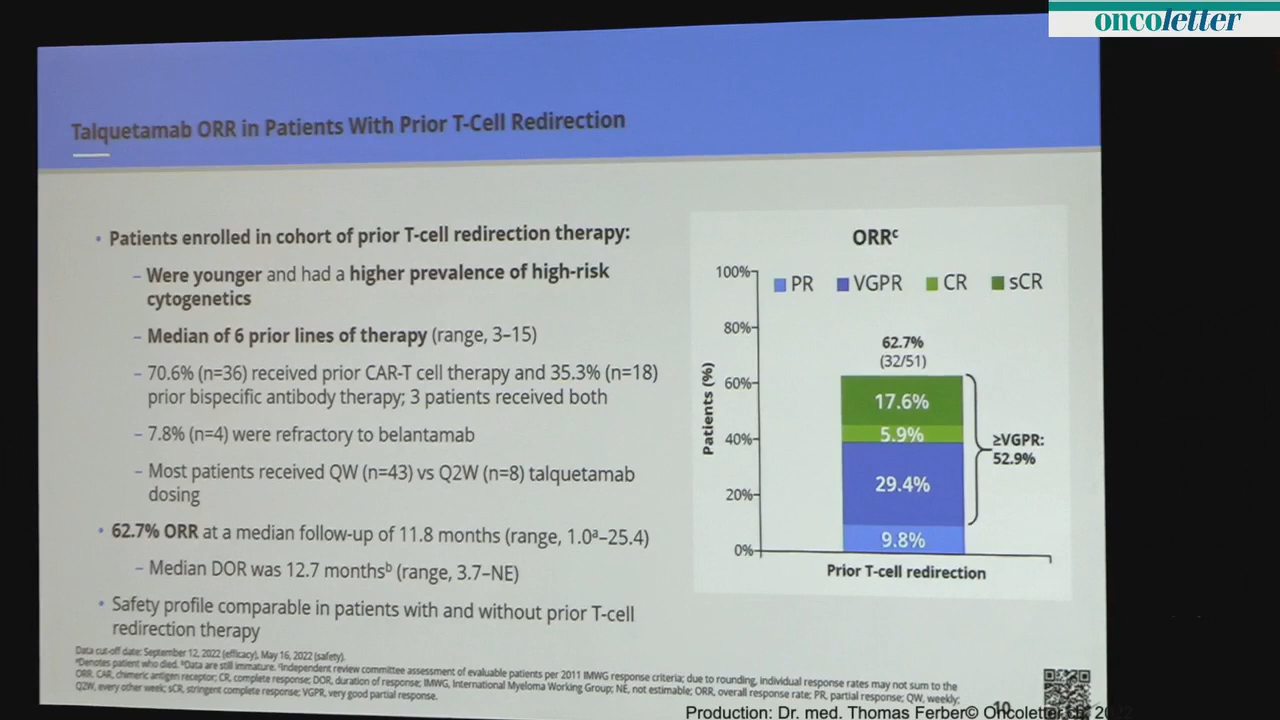 oncoletter
Talquetamab ORR in Patients With Prior T-Cell Redirection
• Patients enrolled in cohort of prior T-cell redirection therapy:
– Were younger and had a higher prevalence of high-risk
cytogenetics
– Median of 6 prior lines of therapy (range, 3–15)
– 70.6% (n=36) received prior CAR-T cell therapy and 35.3% (n=18)
prior bispecific antibody therapy; 3 patients received both
– 7.8% (n=4) were refractory to belantamab
– Most patients received QW (n=43) vs Q2W (n=8) talquetamab
dosing
• 62.7% ORR at a median follow-up of 11.8 months (range, 1.0ᵃ–25.4)
– Median DOR was 12.7 monthsᵇ (range, 3.7–NE)
• Safety profile comparable in patients with and without prior T-cell
redirection therapy
ORRᶜ
100%
PR VGPR CR sCR
80%
62.7%
(32/51)
60%
17.6%
40%
5.9%
≥VGPR:
52.9%
29.4%
20%
9.8%
0%
Patients (%)
Prior T-cell redirection
Data cut-off date: September 12, 2022 (efficacy), May 16, 2022 (safety).
ᵃDenotes patient who died. ᵇData are still immature. ᶜIndependent review committee assessment of evaluable patients per 2011 IMWG response criteria; due to rounding, individual response rates may not sum to the
ORR. CAR, chimeric antigen receptor; CR, complete response; DOR, duration of response; IMWG, International Myeloma Working Group; NE, not estimable; ORR, overall response rate; PR, partial response; QW, weekly;
Q2W, every other week; sCR, stringent complete response; VGPR, very good partial response.
10
Production: Dr. med. Thomas Ferber© Oncoletter